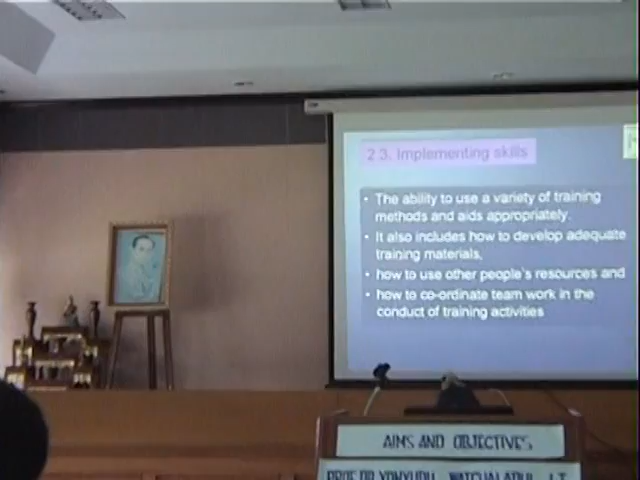 2.3. Implementing skills
• The ability to use a variety of training
methods and aids appropriately.
• It also includes how to develop adequate
training materials,
• how to use other people's resources and
• how to co-ordinate team work in the
conduct of training activities
AIMS AND OBJECTIVES
PROF. DR.